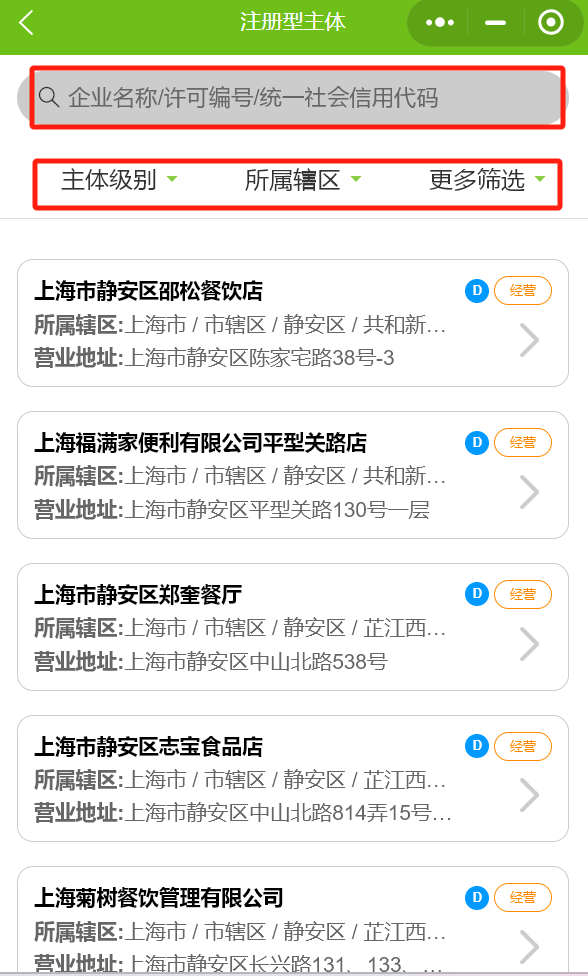 注册型主体
企业名称/许可编号/统一社会信用代码
主体级别 所属辖区 更多筛选
上海市静安区邵松餐饮店 D 经营
所属辖区:上海市 / 市辖区 / 静安区 / 共和新…
营业地址:上海市静安区陈家宅路38号-3
上海福满家便利有限公司平型关路店 D 经营
所属辖区:上海市 / 市辖区 / 静安区 / 共和新…
营业地址:上海市静安区平型关路130号一层
上海市静安区郑奎餐厅 D 经营
所属辖区:上海市 / 市辖区 / 静安区 / 芷江西…
营业地址:上海市静安区中山北路538号
上海市静安区志宝食品店 D 经营
所属辖区:上海市 / 市辖区 / 静安区 / 芷江西…
营业地址:上海市静安区中山北路814弄15号…
上海菊树餐饮管理有限公司 D 经营
所属辖区:上海市 / 市辖区 / 静安区 / 芷江西…
营业地址:上海市静安区长兴路131、133、…